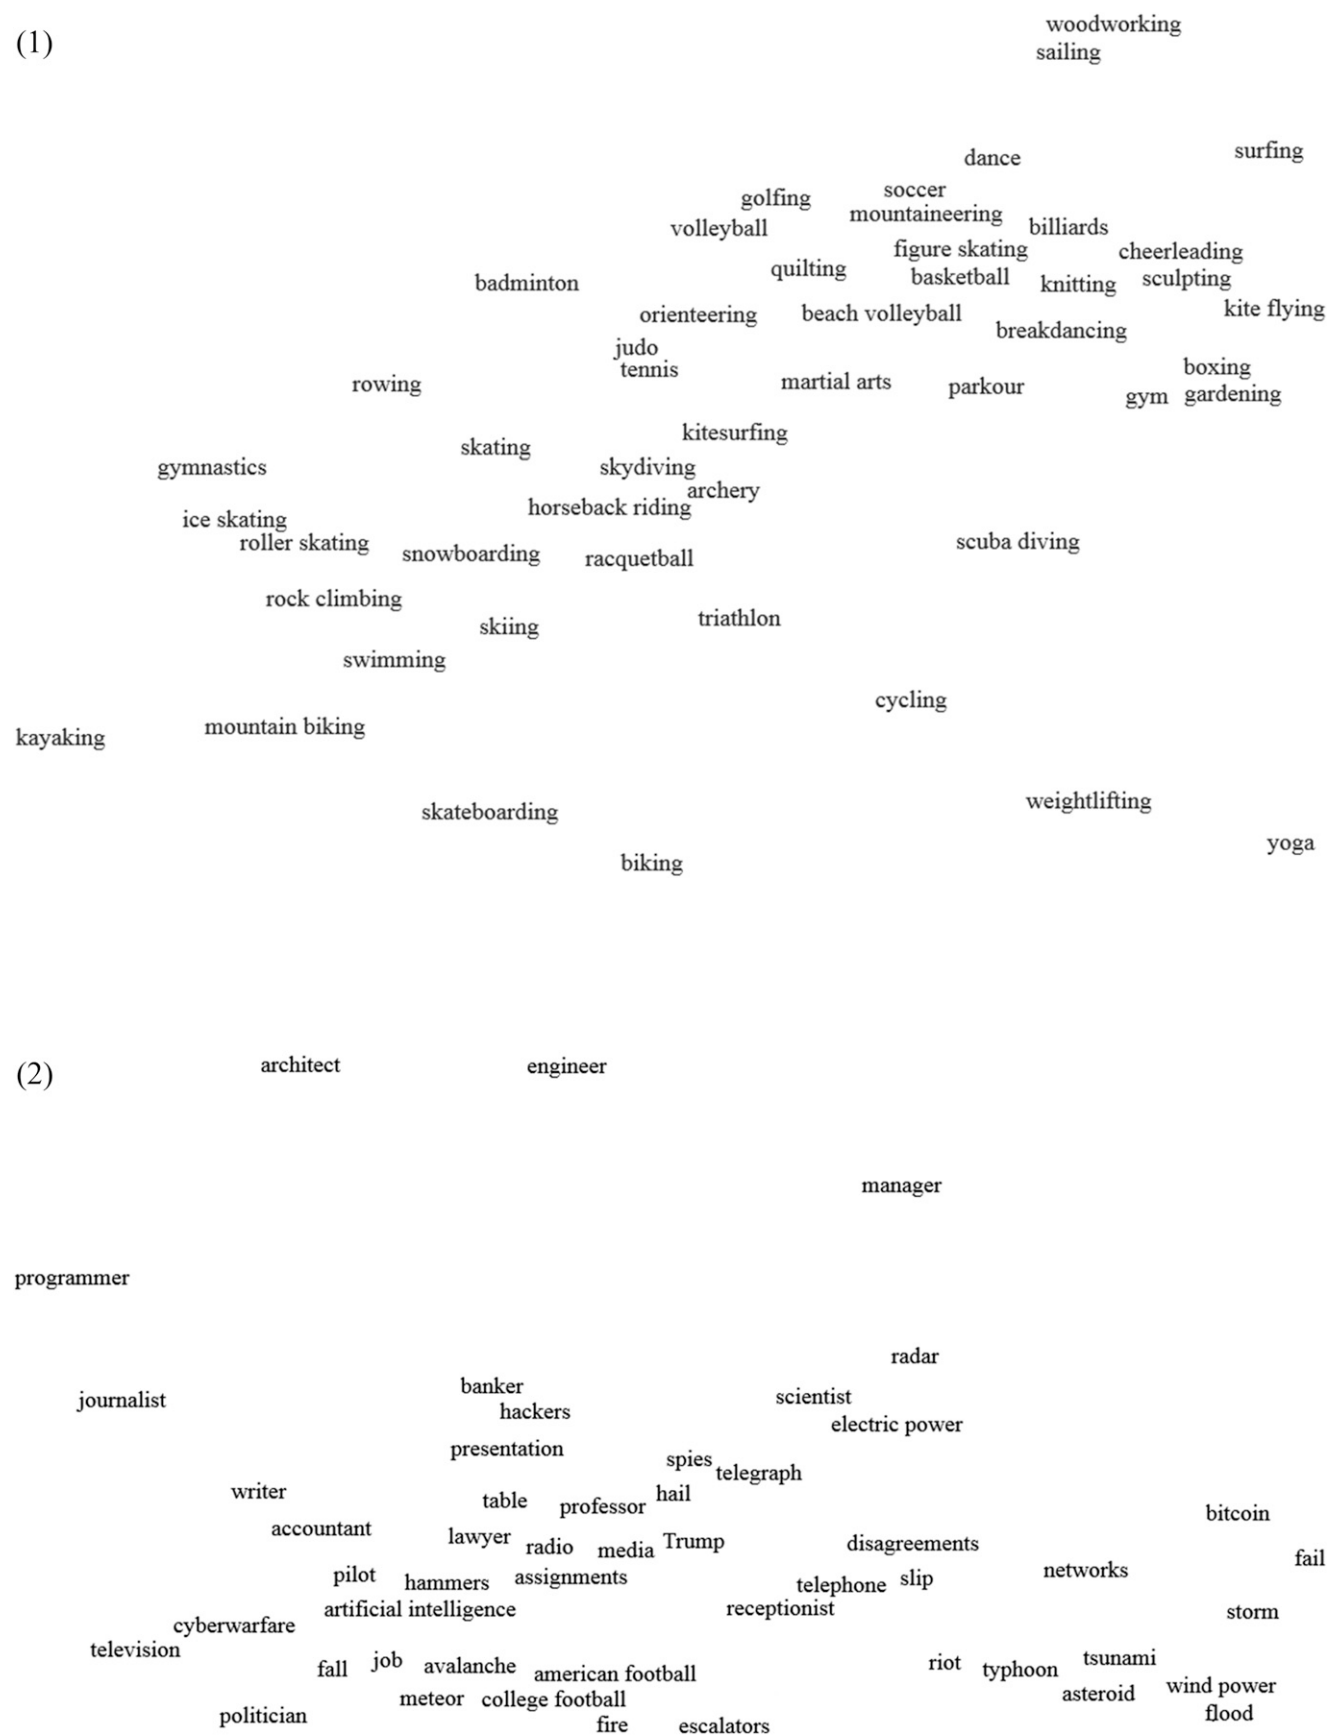 (1)
woodworking
sailing
dance
surfing
golfing
soccer
volleyball
mountaineering
billiards
figure skating
cheerleading
badminton
quilting
basketball
knitting
sculpting
orienteering
beach volleyball
kite flying
breakdancing
judo
tennis
boxing
rowing
martial arts
parkour
gym
gardening
kitesurfing
skating
gymnastics
skydiving
archery
horseback riding
ice skating
roller skating
snowboarding
racquetball
scuba diving
rock climbing
skiing
triathlon
swimming
cycling
mountain biking
kayaking
skateboarding
weightlifting
yoga
biking
(2)
architect
engineer
manager
programmer
radar
journalist
banker
scientist
hackers
electric power
presentation
spies
telegraph
writer
table
professor
hail
bitcoin
accountant
lawyer
radio
media
Trump
disagreements
fail
pilot
hammers
assignments
telephone
slip
networks
artificial intelligence
receptionist
storm
cyberwarfare
television
fall
job
avalanche
american football
riot
typhoon
tsunami
meteor
college football
asteroid
wind power
politician
fire
escalators
flood